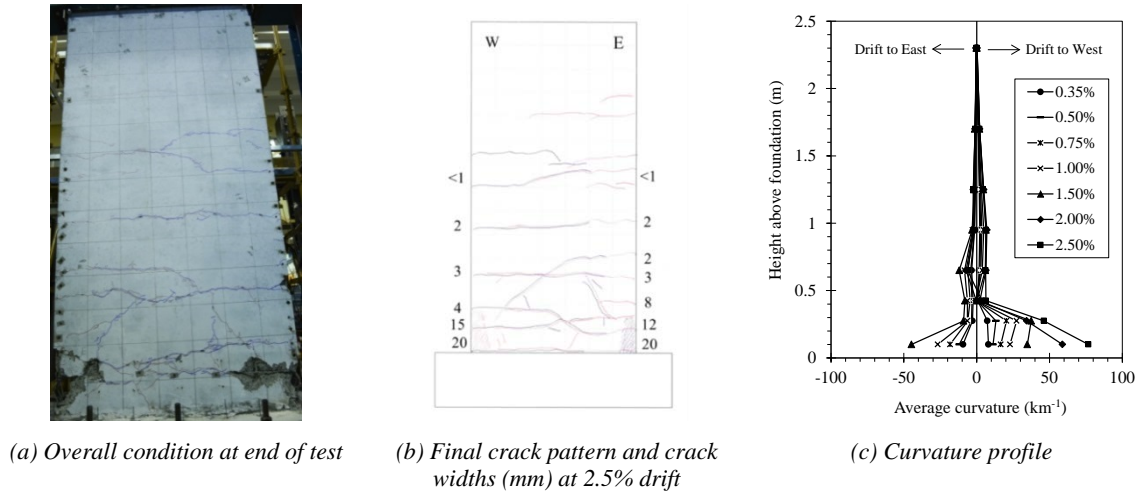 W E
<1 <1
2 2
2
3 3
4 8
15 12
20 20
2.5
2
1.5
1
0.5
0
Height above foundation (m)
Drift to East Drift to West
0.35%
0.50%
0.75%
1.00%
1.50%
2.00%
2.50%
-100 -50 0 50 100
Average curvature (km-1)
(a) Overall condition at end of test
(b) Final crack pattern and crack
widths (mm) at 2.5% drift
(c) Curvature profile